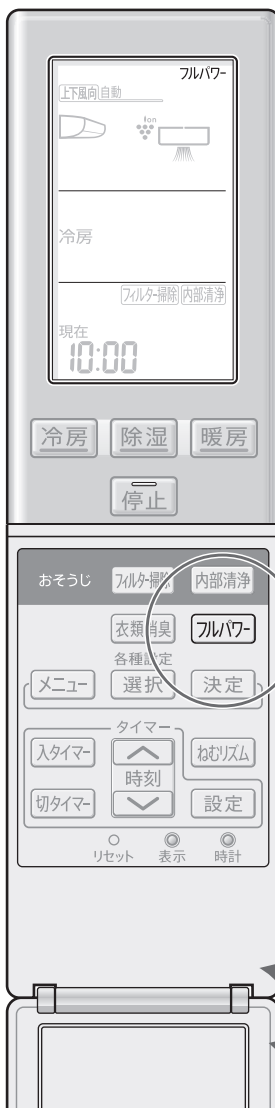 フルパワー
上下風向 自動
ion
冷房
フィルター掃除 内部清浄
現在
10:00
冷房 除湿 暖房
停止
おそうじ フィルター掃除 内部清浄
衣類消臭 フルパワー
各種設定
メニュー 選択 決定
タイマー
入タイマー ねむリズム
時刻
切タイマー 設定
リセット 表示 時計